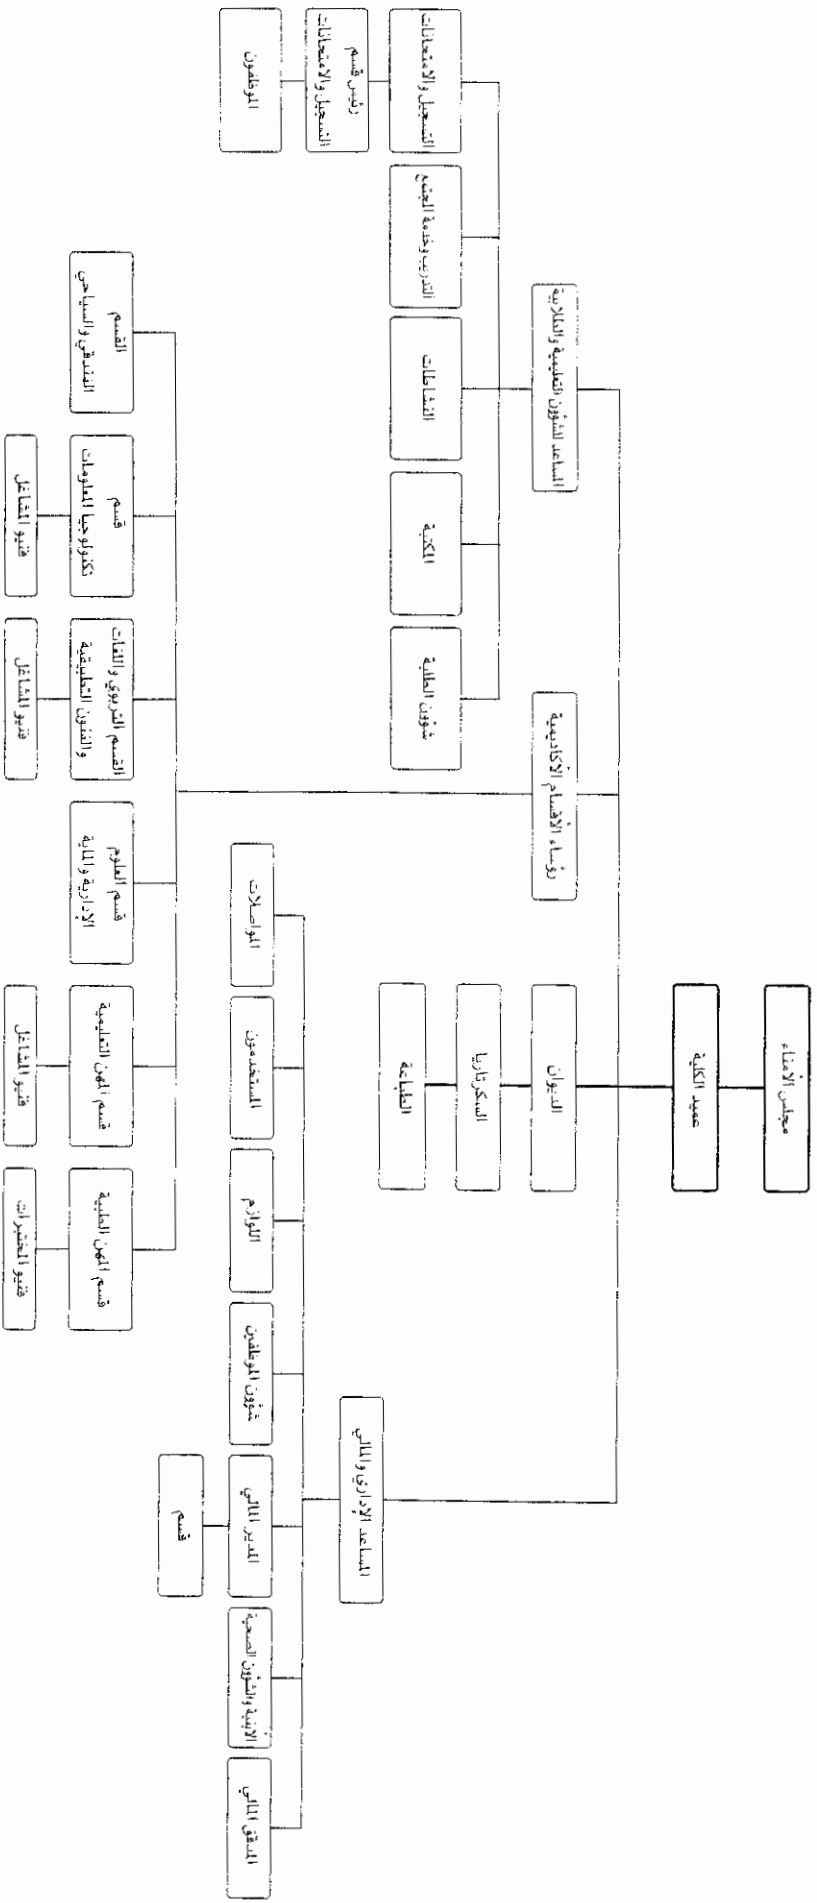 مجلس الأمناء
عميد الكلية
الديوان
السكرتاريا
الطباعة
المساعد للشؤون التعليمية والطلابية
رؤساء الأقسام الأكاديمية
المساعد الإداري والمالي
التسجيل والامتحانات
التدريب وخدمة المجتمع
النشاطات
المكتبة
شؤون الطلبة
رئيس قسم
التسجيل والامتحانات
الموظفون
المواصلات
المستخدمون
اللوازم
شؤون الموظفين
المدير المالي
الأبنية والشؤون الصحية
المدقق المالي
قسم
القسم
الفندقي والسياحي
قسم
تكنولوجيا المعلومات
القسم التربوي واللغات
والفنون التطبيقية
قسم العلوم
الإدارية والمالية
قسم المهن التعليمية
قسم المهن الطبية
فنيو المشاغل
فنيو المشاغل
فنيو المشاغل
فنيو المختبرات